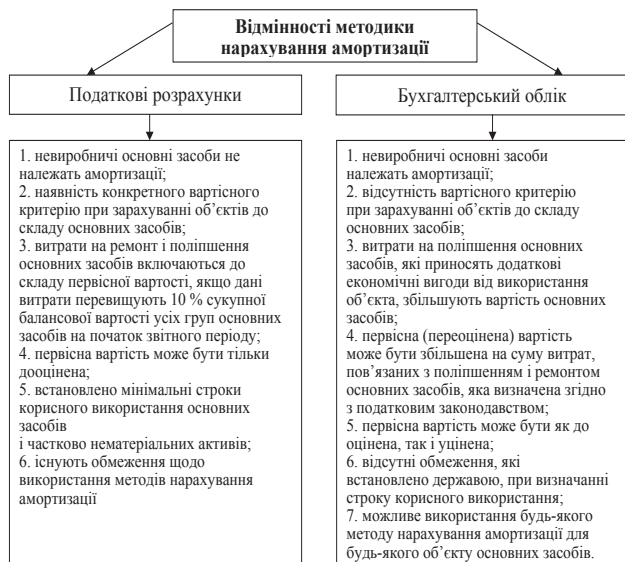 Відмінності методики
нарахування амортизації
Податкові розрахунки
1. невиробничі основні засоби не
належать амортизації;
2. наявність конкретного вартісного
критерію при зарахуванні об’єктів до
складу основних засобів;
3. витрати на ремонт і поліпшення
основних засобів включаються до
складу первісної вартості, якщо дані
витрати перевищують 10 % сукупної
балансової вартості усіх груп основних
засобів на початок звітного періоду;
4. первісна вартість може бути тільки
дооцінена;
5. встановлено мінімальні строки
корисного використання основних
засобів
і частково нематеріальних активів;
6. існують обмеження щодо
використання методів нарахування
амортизації
Бухгалтерський облік
1. невиробничі основні засоби
належать амортизації;
2. відсутність вартісного критерію
при зарахуванні об’єктів до складу
основних засобів;
3. витрати на поліпшення основних
засобів, які приносять додаткові
економічні вигоди від використання
об’єкта, збільшують вартість основних
засобів;
4. первісна (переоцінена) вартість
може бути збільшена на суму витрат,
пов’язаних з поліпшенням і ремонтом
основних засобів, яка визначена згідно
з податковим законодавством;
5. первісна вартість може бути як до
оцінена, так і уцінена;
6. відсутні обмеження, які
встановлено державою, при визначанні
строку корисного використання;
7. можливе використання будь-якого
методу нарахування амортизації для
будь-якого об’єкту основних засобів.